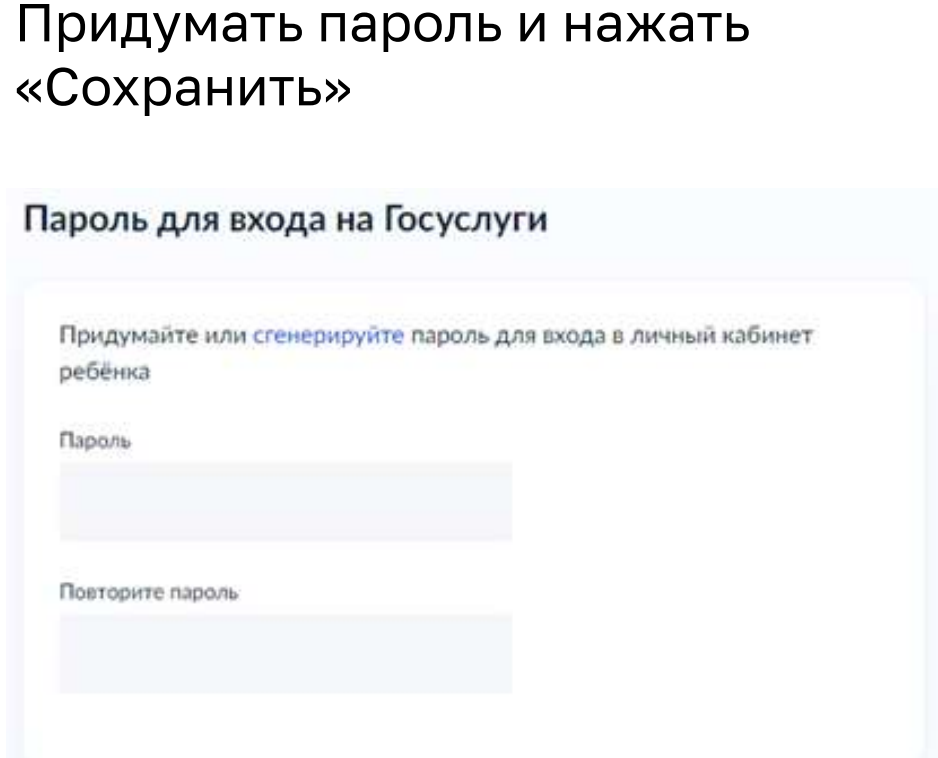 Придумать пароль и нажать
«Сохранить»
Пароль для входа на Госуслуги
Придумайте или сгенерируйте пароль для входа в личный кабинет
ребёнка
Пароль
Повторите пароль